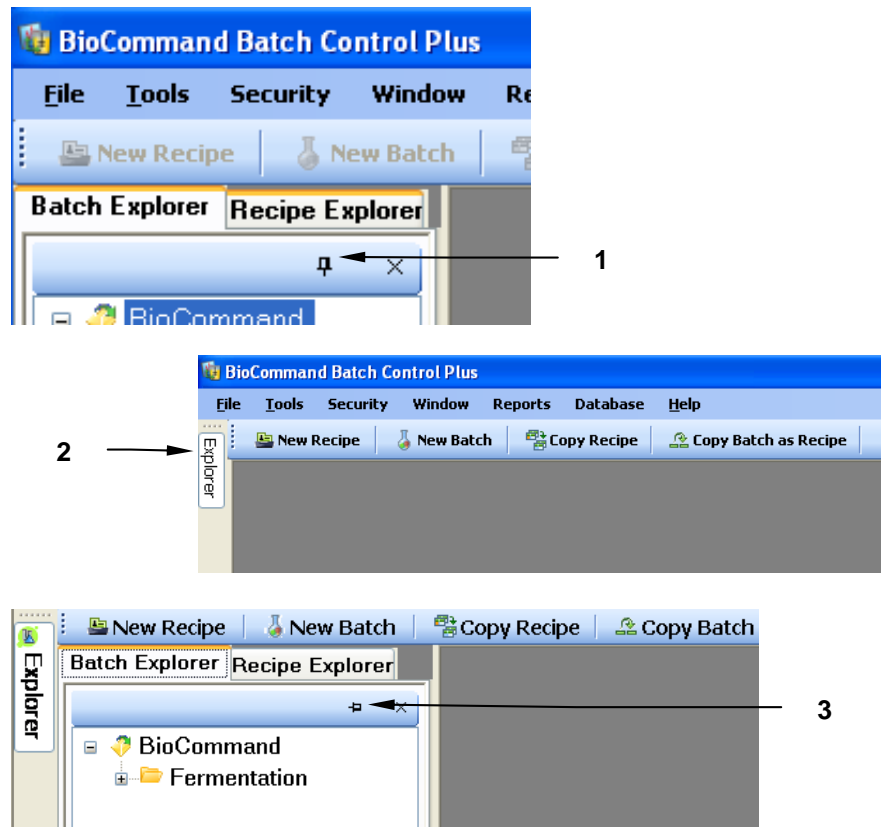 BioCommand Batch Control Plus
File Tools Security Window Re
New Recipe New Batch
Batch Explorer Recipe Explorer
1
BioCommand
BioCommand Batch Control Plus
File Tools Security Window Reports Database Help
New Recipe New Batch Copy Recipe Copy Batch as Recipe
2
Explorer
New Recipe New Batch Copy Recipe Copy Batch
Explorer
Batch Explorer Recipe Explorer
3
BioCommand
Fermentation